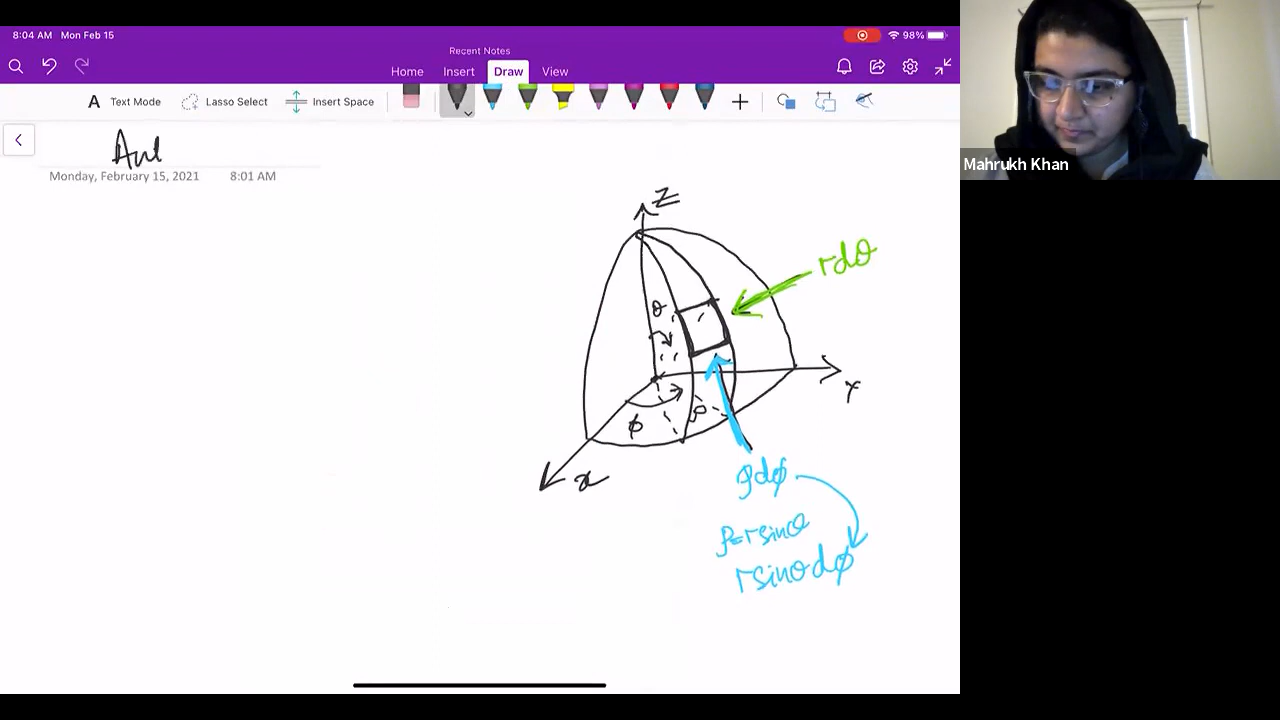 8:04 AM Mon Feb 15
98%
Recent Notes
Home Insert Draw View
Text Mode Lasso Select Insert Space
Monday, February 15, 2021 8:01 AM
Mahrukh Khan
Z
rdθ
θ
ϕ
ρ
x
ρdϕ
ρ=rsinθ
rsinθdϕ